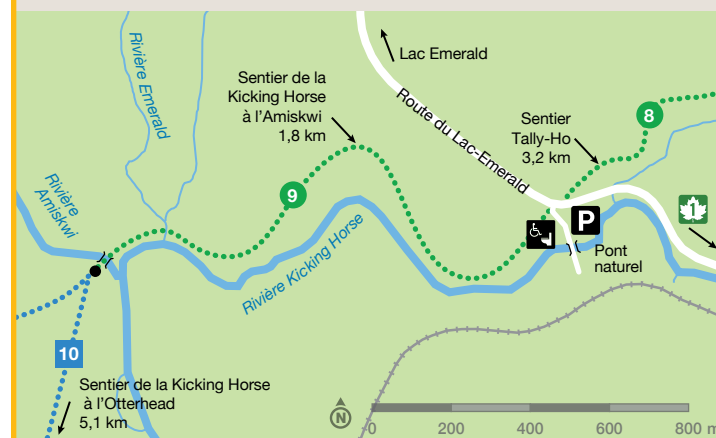 Lac Emerald
Rivière Emerald
Sentier de la
Kicking Horse
à l'Amiskwi
1,8 km
Route du Lac-Emerald
Sentier
Tally-Ho
3,2 km
8
9
1
Rivière
Amiskwi
P
Pont
naturel
Rivière Kicking Horse
10
Sentier de la Kicking Horse
à l'Otterhead
5,1 km
N
0 200 400 600 800 m